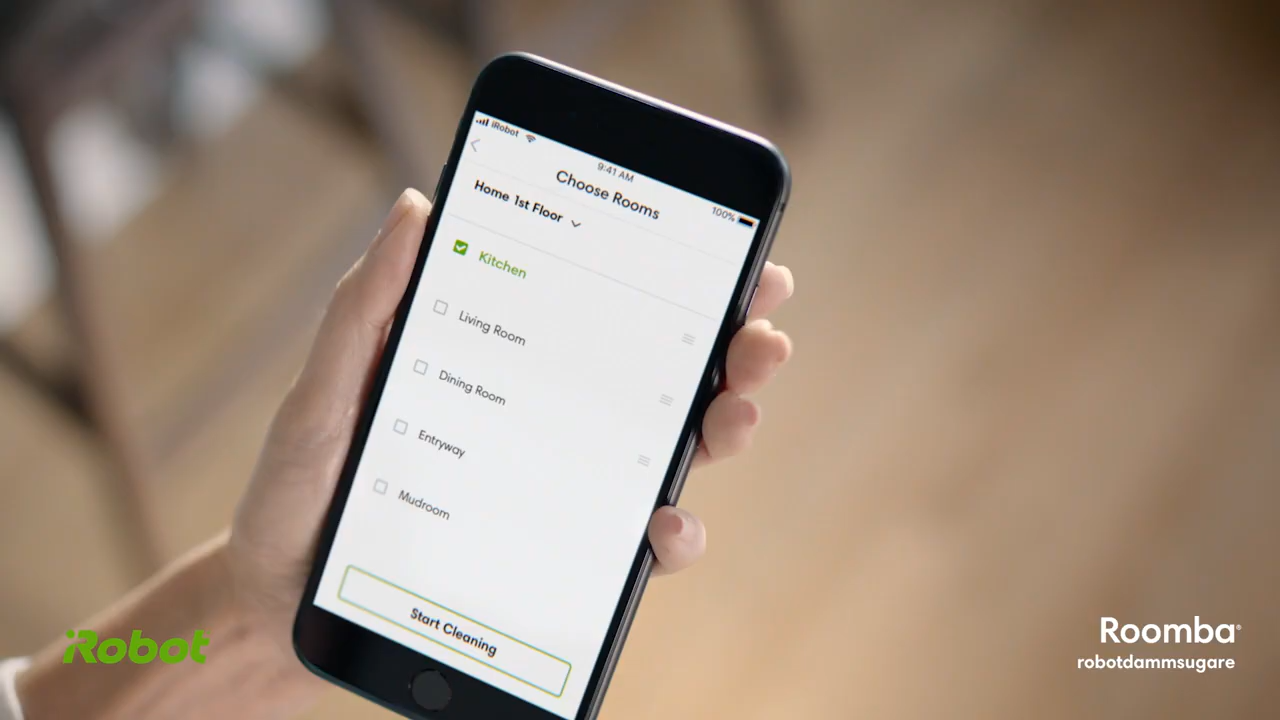 iRobot
9:41 AM
100%
Choose Rooms
Home 1st Floor
Kitchen
Living Room
Dining Room
Entryway
Mudroom
Start Cleaning
iRobot
Roomba®
robotdammsugare